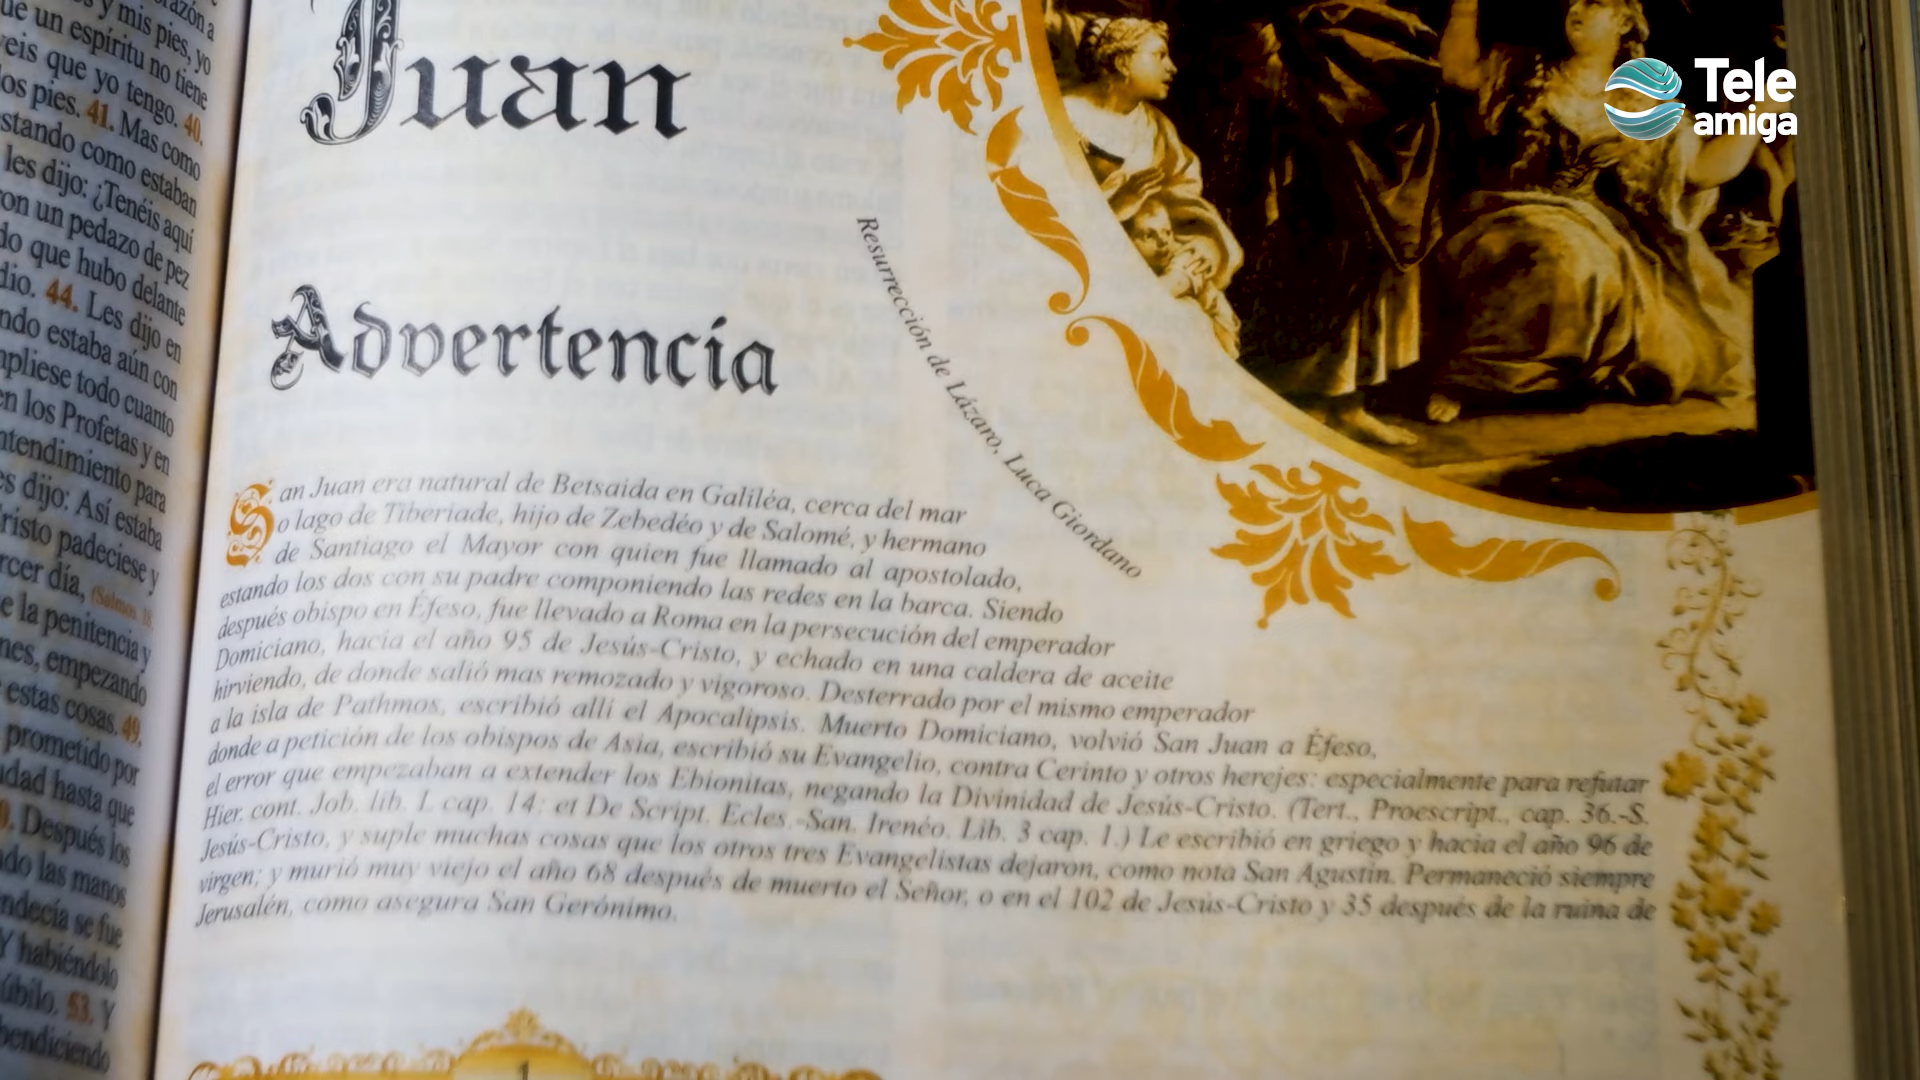 orazón a
s y mis pies, yo
ue un espíritu no tiene
veis que yo tengo. 40.
los pies. 41. Mas como
estando como estaban
les dijo: ¿Tenéis aquí
ron un pedazo de pez
do que hubo delante
dio. 44. Les dijo en
ndo estaba aún con
mpliese todo cuanto
en los Profetas y en
ntendimiento para
es dijo: Así estaba
Cristo padeciese y
rcer día, (Salmos, 18.
e la penitencia y
nes, empezando
estas cosas. 49.
prometido por
udad hasta que
Después los
do las manos
ndecía se fue
Y habiéndolo
úbilo. 53. Y
bendiciendo
Juan
Advertencia
San Juan era natural de Betsaida en Galiléa, cerca del mar
o lago de Tiberiade, hijo de Zebedéo y de Salomé, y hermano
de Santiago el Mayor con quien fue llamado al apostolado,
estando los dos con su padre componiendo las redes en la barca. Siendo
después obispo en Éfeso, fue llevado a Roma en la persecución del emperador
Domiciano, hacia el año 95 de Jesús-Cristo, y echado en una caldera de aceite
hirviendo, de donde salió mas remozado y vigoroso. Desterrado por el mismo emperador
a la isla de Pathmos, escribió allí el Apocalipsis. Muerto Domiciano, volvió San Juan a Éfeso,
donde a petición de los obispos de Asia, escribió su Evangelio, contra Cerinto y otros herejes: especialmente para refutar
el error que empezaban a extender los Ebionitas, negando la Divinidad de Jesús-Cristo. (Tert., Proescript., cap. 36.-S.
Hier. cont. Job. lib. I. cap. 14: et De Script. Ecles.-San. Irenéo. Lib. 3 cap. 1.) Le escribió en griego y hacia el año 96 de
Jesús-Cristo, y suple muchas cosas que los otros tres Evangelistas dejaron, como nota San Agustin. Permaneció siempre
virgen; y murió muy viejo el año 68 después de muerto el Señor, o en el 102 de Jesús-Cristo y 35 después de la ruina de
Jerusalén, como asegura San Gerónimo.
Resurrección de Lázaro, Luca Giordano
Tele
amiga